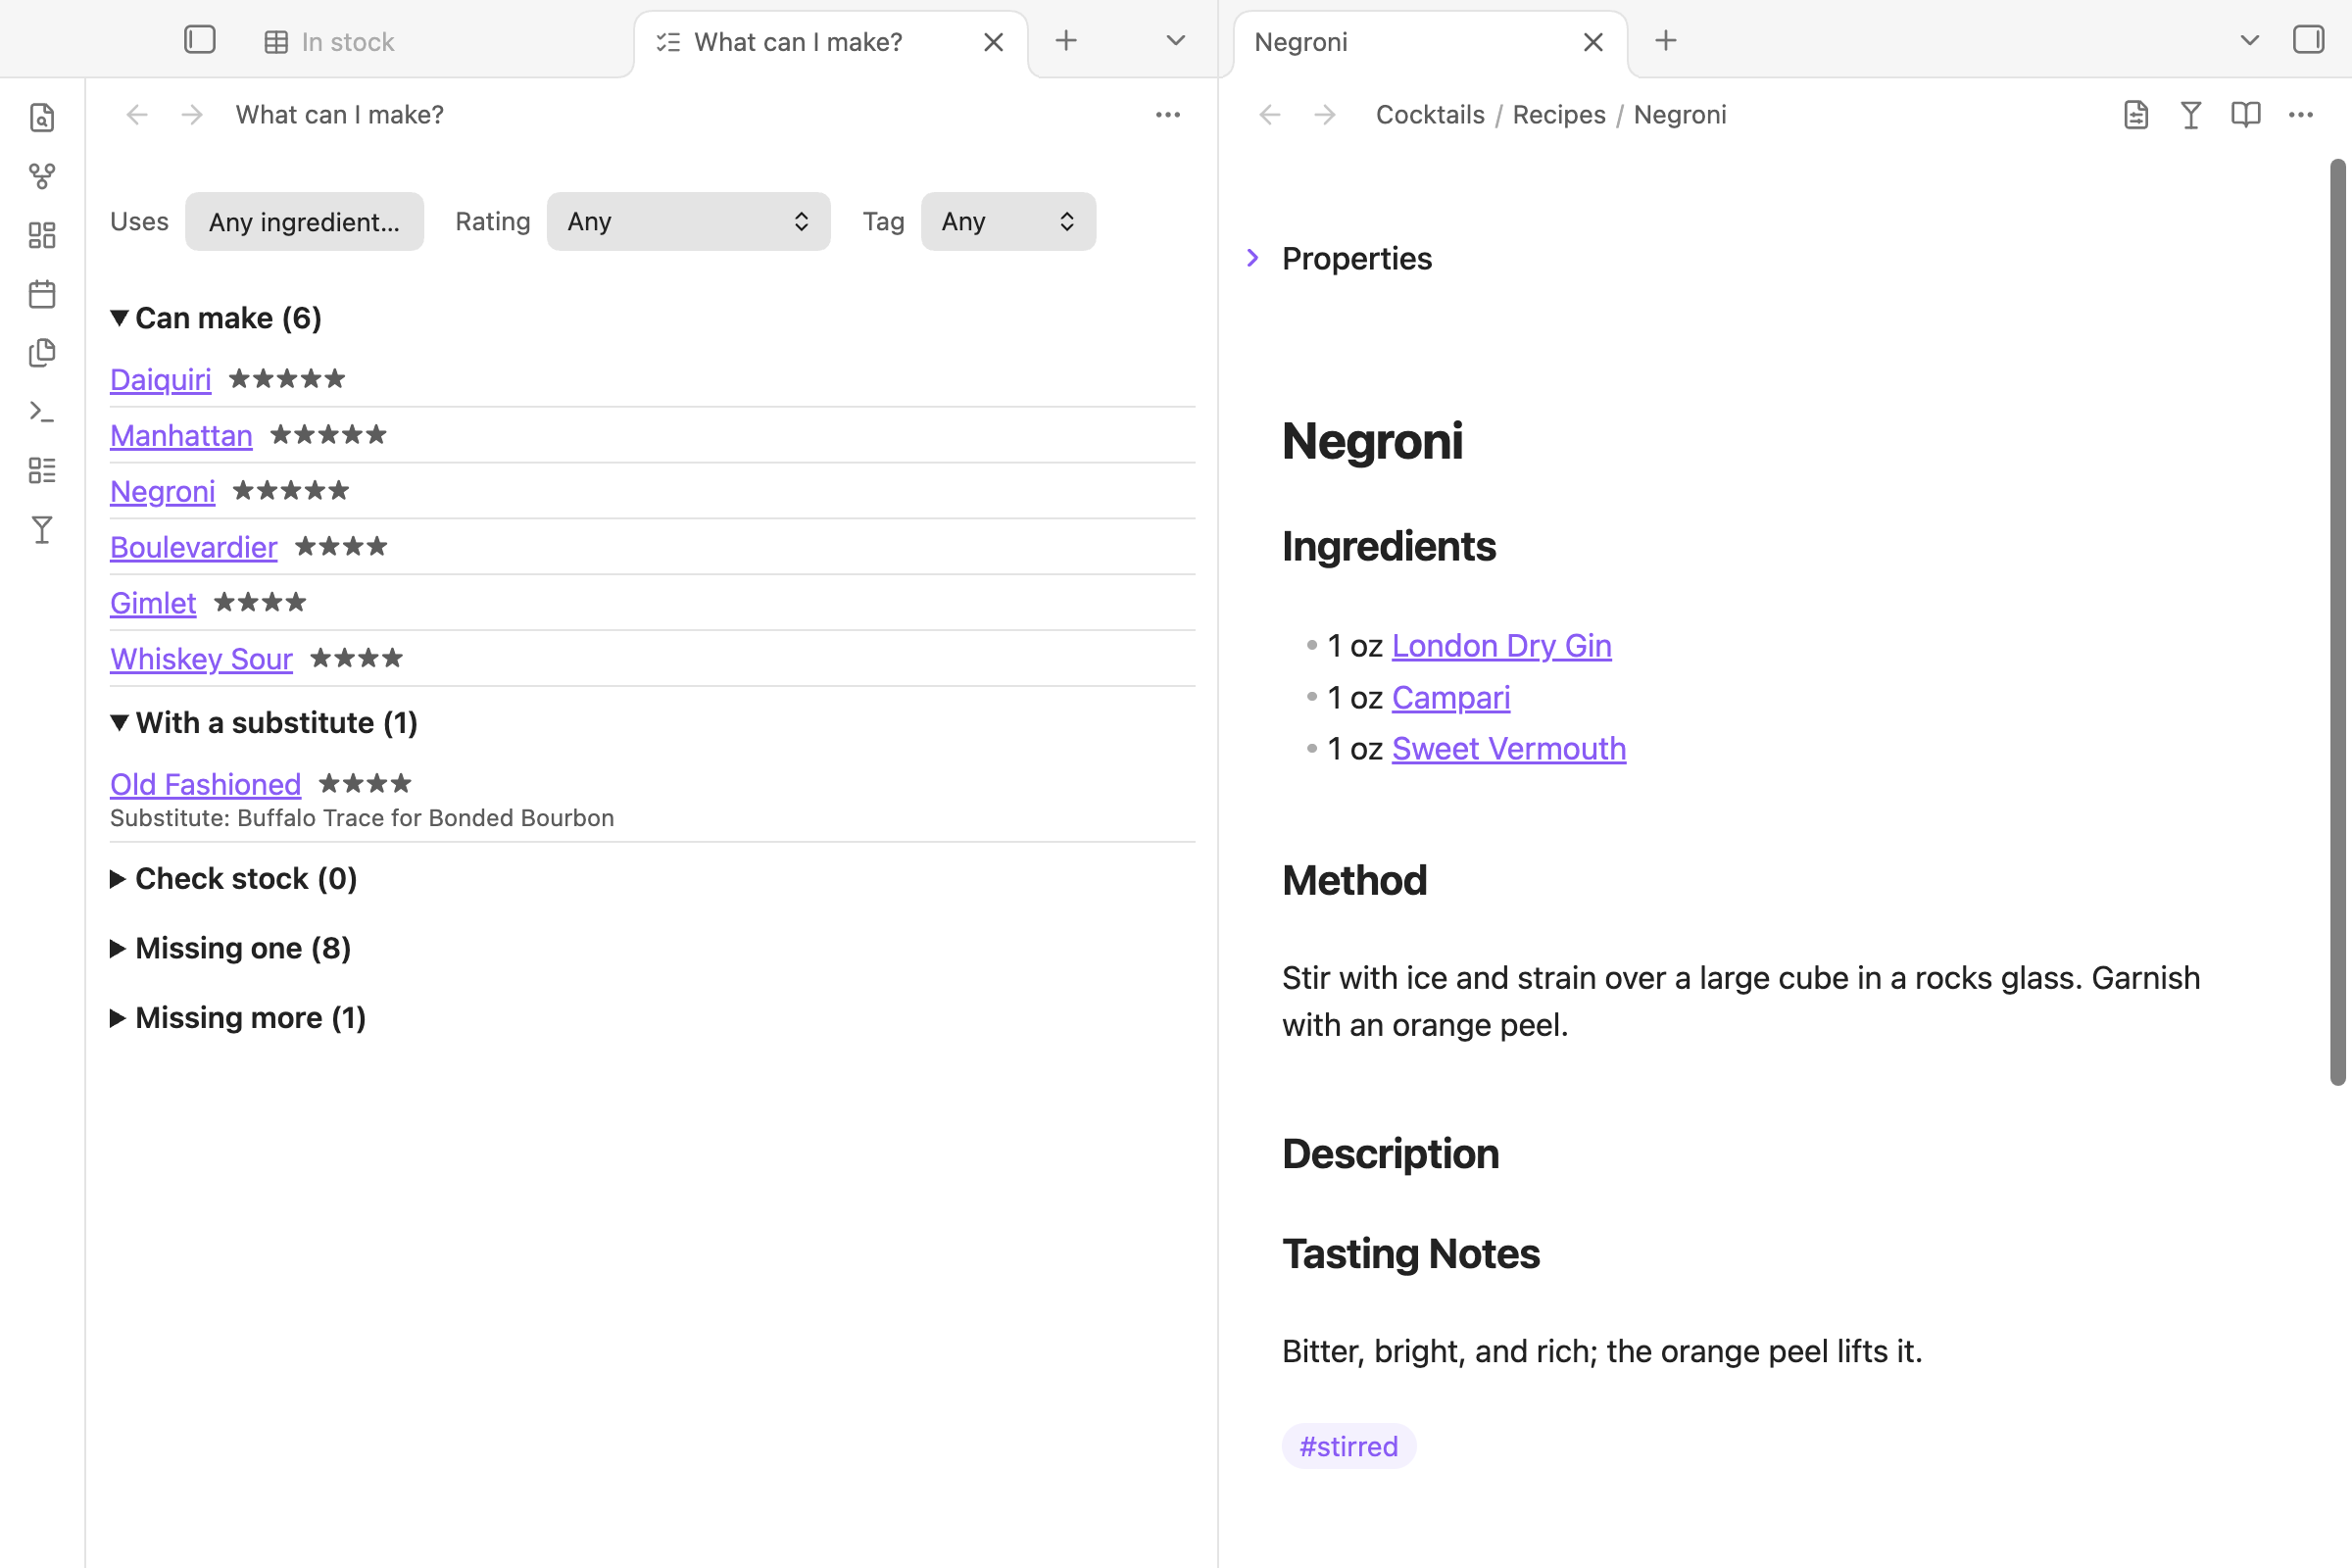 In stock
What can I make?
Negroni
What can I make?
Cocktails / Recipes / Negroni
Uses Any ingredient... Rating Any Tag Any
Can make (6)
Daiquiri ★★★★★
Manhattan ★★★★★
Negroni ★★★★★
Boulevardier ★★★★
Gimlet ★★★★
Whiskey Sour ★★★★
With a substitute (1)
Old Fashioned ★★★★
Substitute: Buffalo Trace for Bonded Bourbon
Check stock (0)
Missing one (8)
Missing more (1)
Properties
Negroni
Ingredients
• 1 oz London Dry Gin
• 1 oz Campari
• 1 oz Sweet Vermouth
Method
Stir with ice and strain over a large cube in a rocks glass. Garnish
with an orange peel.
Description
Tasting Notes
Bitter, bright, and rich; the orange peel lifts it.
#stirred